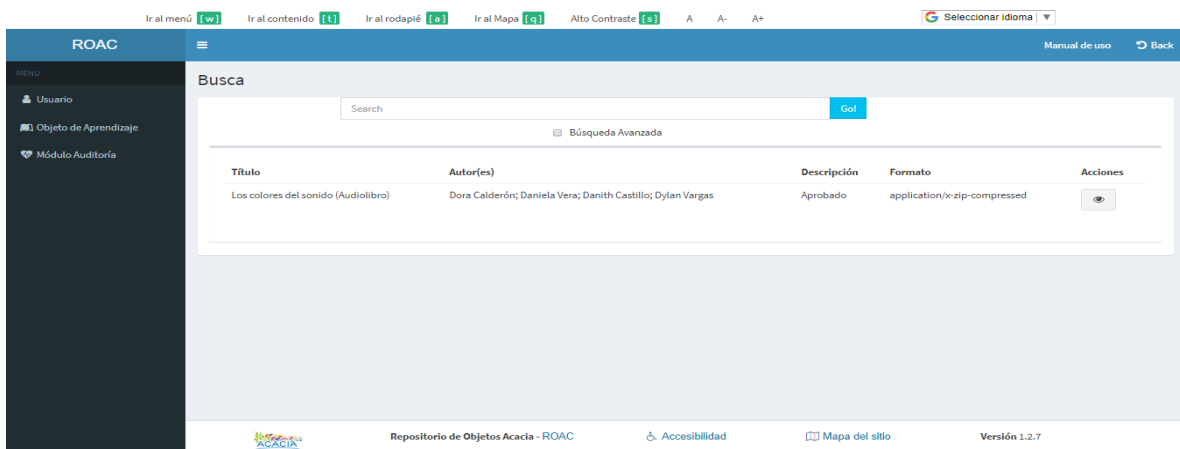 Ir al menú [w] Ir al contenido [t] Ir al rodapié [a] Ir al Mapa [q] Alto Contraste [s] A A- A+ Seleccionar idioma ▼
ROAC Manual de uso Back
MENU
Busca
Usuario
Search Go!
Objeto de Aprendizaje
Búsqueda Avanzada
Módulo Auditoría
Título Autor(es) Descripción Formato Acciones
Los colores del sonido (Audiolibro) Dora Calderón; Daniela Vera; Danith Castillo; Dylan Vargas Aprobado application/x-zip-compressed
ACACIA Repositorio de Objetos Acacia - ROAC Accesibilidad Mapa del sitio Versión 1.2.7